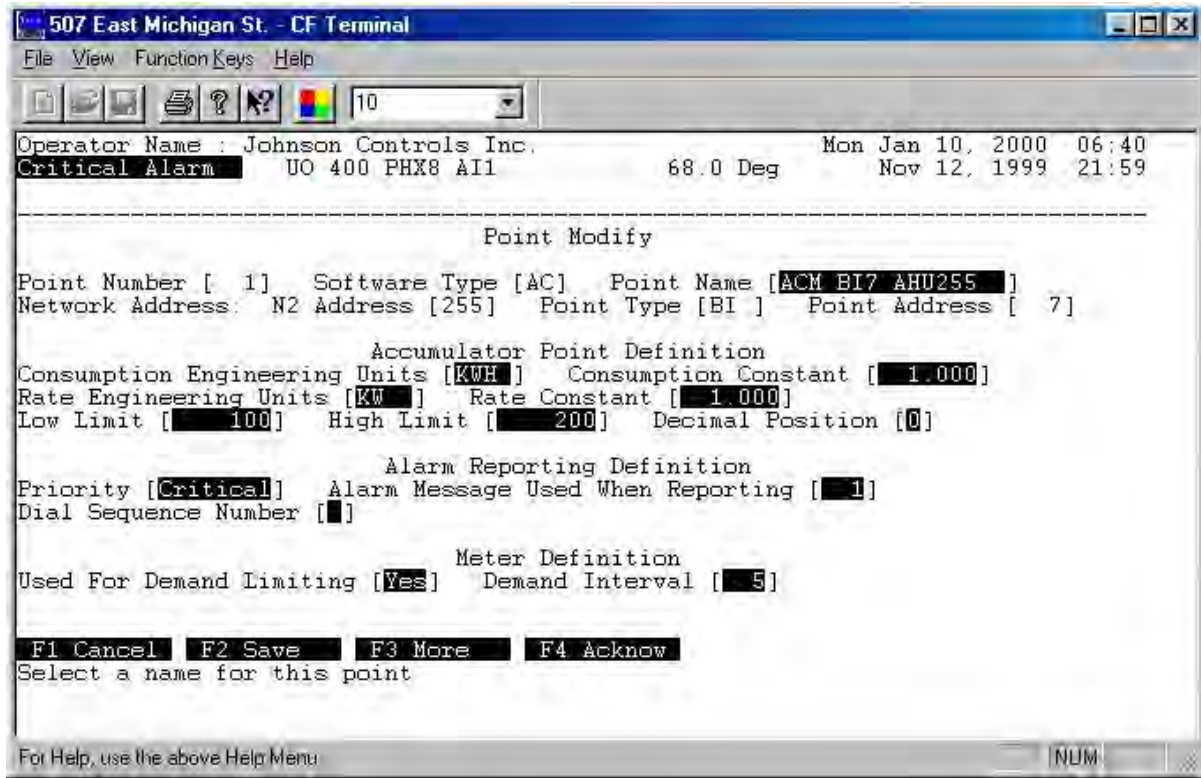 507 East Michigan St. - CF Terminal
File View Function Keys Help
10
Operator Name : Johnson Controls Inc. Mon Jan 10, 2000 06:40
Critical Alarm UO 400 PHX8 AI1 68.0 Deg Nov 12, 1999 21:59
Point Modify
Point Number [ 1] Software Type [AC] Point Name [ACM BI7 AHU255 ]
Network Address: N2 Address [255] Point Type [BI ] Point Address [ 7]
Accumulator Point Definition
Consumption Engineering Units [KWH ] Consumption Constant [ 1.000]
Rate Engineering Units [KW ] Rate Constant [ 1.000]
Low Limit [ 100] High Limit [ 200] Decimal Position [0]
Alarm Reporting Definition
Priority [Critical] Alarm Message Used When Reporting [ 1]
Dial Sequence Number [ ]
Meter Definition
Used For Demand Limiting [Yes] Demand Interval [ 5]
F1 Cancel F2 Save F3 More F4 Acknow
Select a name for this point
For Help, use the above Help Menu NUM